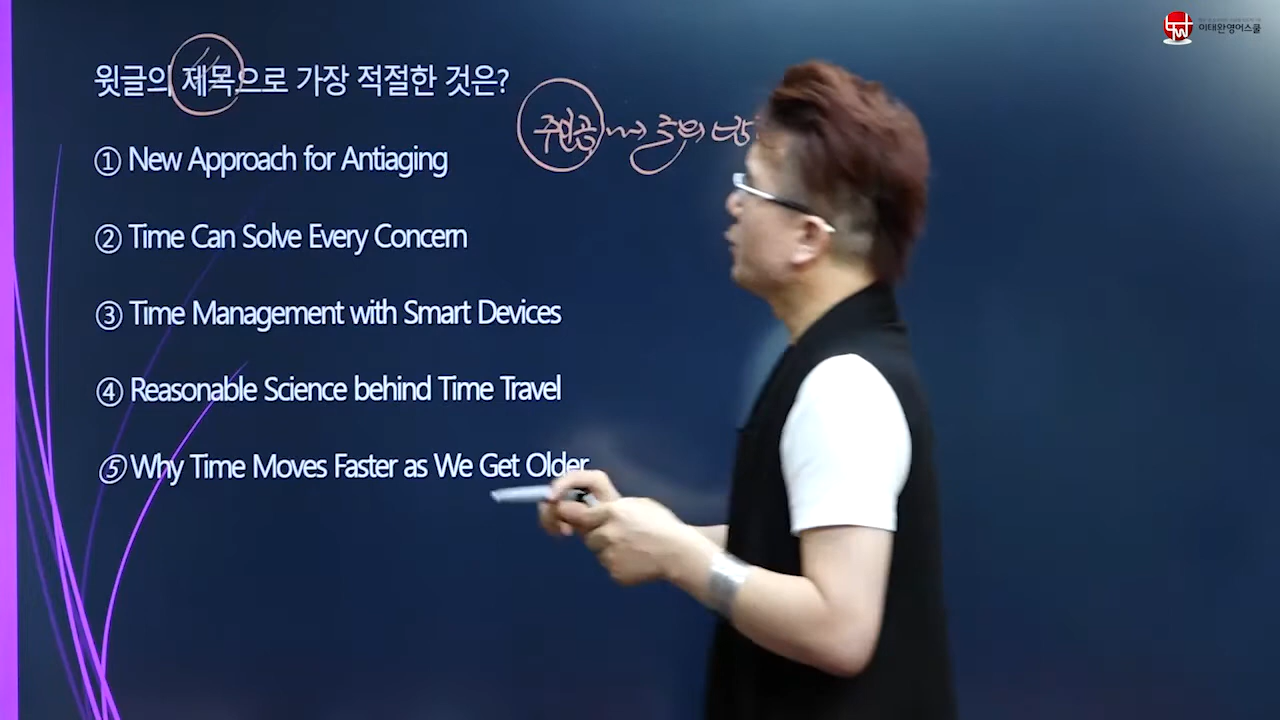 이태완영어스쿨
윗글의 제목으로 가장 적절한 것은?
주인공
① New Approach for Antiaging
② Time Can Solve Every Concern
③ Time Management with Smart Devices
④ Reasonable Science behind Time Travel
⑤ Why Time Moves Faster as We Get Older